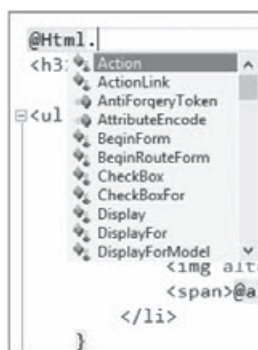 @Html.
<h3
Action
ActionLink
<ul
AntiForgeryToken
AttributeEncode
BeginForm
BeginRouteForm
CheckBox
CheckBoxFor
Display
DisplayFor
DisplayForModel
<img alt
<span>@a
</li>
}